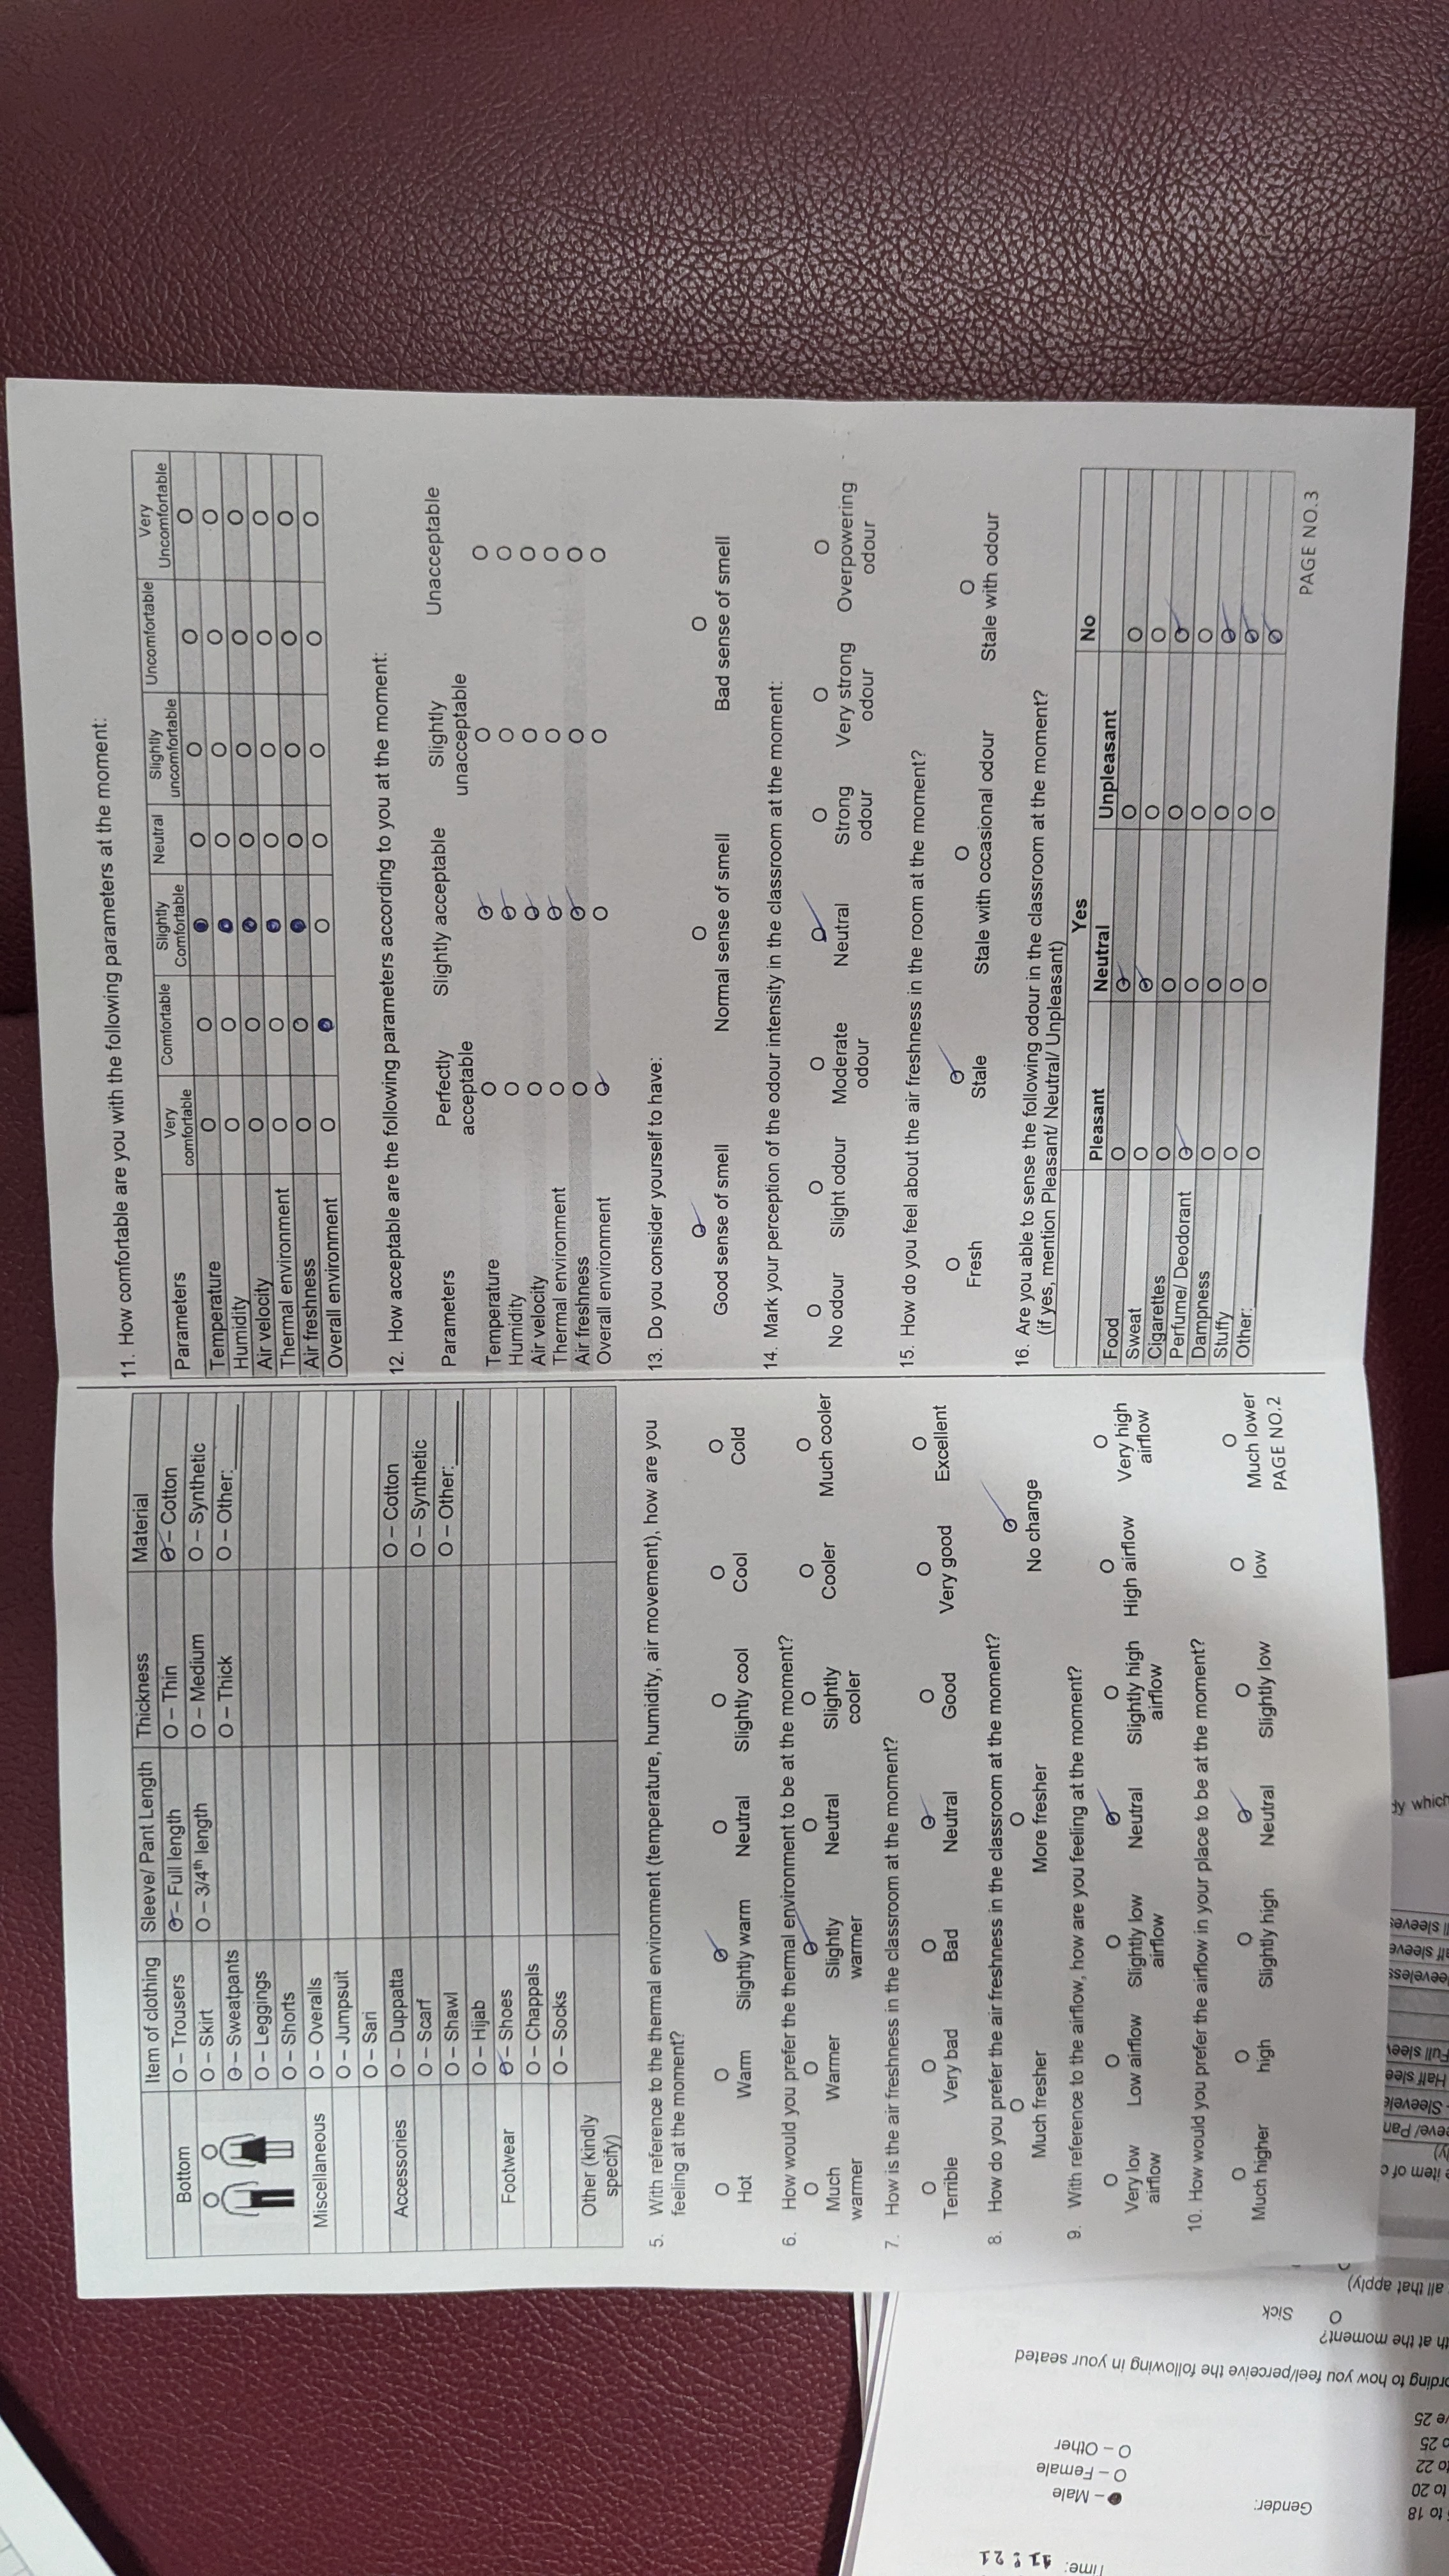 Item of clothing Sleeve/ Pant Length Thickness Material
Bottom O – Trousers O – Full length O – Thin O – Cotton
O – Skirt O – 3/4th length O – Medium O – Synthetic
O – Sweatpants O – Thick O – Other:______
O – Leggings
O – Shorts
Miscellaneous O – Overalls
O – Jumpsuit
O – Sari
Accessories O – Duppatta O – Cotton
O – Scarf O – Synthetic
O – Shawl O – Other:______
O – Hijab
Footwear O – Shoes
O – Chappals
O – Socks
Other (kindly
specify)
5. With reference to the thermal environment (temperature, humidity, air movement), how are you
feeling at the moment?
O O O O O O O
Hot Warm Slightly warm Neutral Slightly cool Cool Cold
6. How would you prefer the thermal environment to be at the moment?
O O O O O O O
Much Warmer Slightly Neutral Slightly Cooler Much cooler
warmer warmer cooler
7. How is the air freshness in the classroom at the moment?
O O O O O O O
Terrible Very bad Bad Neutral Good Very good Excellent
8. How do you prefer the air freshness in the classroom at the moment?
O O O
Much fresher More fresher No change
9. With reference to the airflow, how are you feeling at the moment?
O O O O O O O
Very low Low airflow Slightly low Neutral Slightly high High airflow Very high
airflow airflow airflow airflow
10. How would you prefer the airflow in your place to be at the moment?
O O O O O O O
Much higher high Slightly high Neutral Slightly low low Much lower
PAGE NO.2
11. How comfortable are you with the following parameters at the moment:
Parameters Very Comfortable Slightly Neutral Slightly Uncomfortable Very
comfortable Comfortable uncomfortable Uncomfortable
Temperature O O O O O O O
Humidity O O O O O O O
Air velocity O O O O O O O
Thermal environment O O O O O O O
Air freshness O O O O O O O
Overall environment O O O O O O O
12. How acceptable are the following parameters according to you at the moment:
Parameters Perfectly Slightly acceptable Slightly Unacceptable
acceptable unacceptable
Temperature O O O O
Humidity O O O O
Air velocity O O O O
Thermal environment O O O O
Air freshness O O O O
Overall environment O O O O
13. Do you consider yourself to have:
O O O
Good sense of smell Normal sense of smell Bad sense of smell
14. Mark your perception of the odour intensity in the classroom at the moment:
O O O O O O O
No odour Slight odour Moderate Neutral Strong Very strong Overpowering
odour odour odour odour
15. How do you feel about the air freshness in the room at the moment?
O O O O
Fresh Stale Stale with occasional odour Stale with odour
16. Are you able to sense the following odour in the classroom at the moment?
(if yes, mention Pleasant/ Neutral/ Unpleasant)
Yes No
Pleasant Neutral Unpleasant
Food O O O O
Sweat O O O O
Cigarettes O O O O
Perfume/ Deodorant O O O O
Dampness O O O O
Stuffy O O O O
Other:________ O O O O
PAGE NO.3
Time: 11:21
Gender: O – Male
O – Female
O – Other
ording to how you feel/perceive the following in your seated
th at the moment?
O Sick
all that apply)
to 18
to 20
to 22
25
e 25
item of c
eeve/ Pan
Sleevele
Half slee
Full sleev
eeveless
lf sleeve
l sleeves
y which